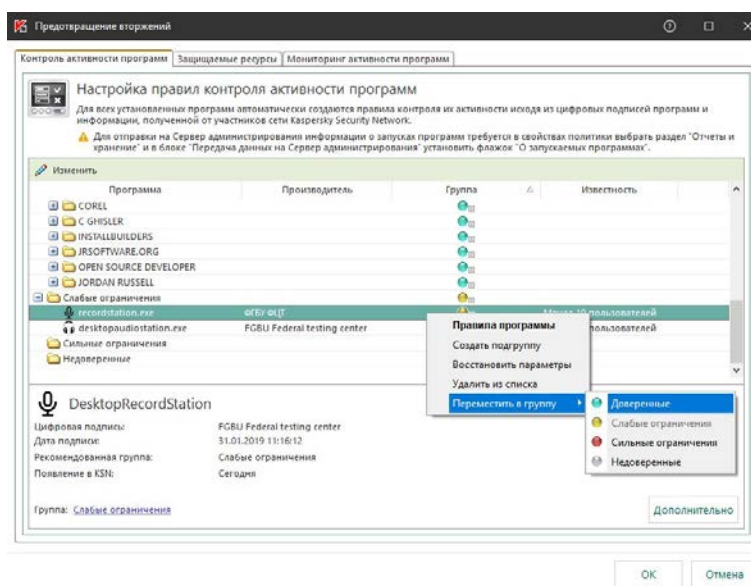 Предотвращение вторжений
Контроль активности программ Защищаемые ресурсы Мониторинг активности программ
Настройка правил контроля активности программ
Для всех установленных программ автоматически создаются правила контроля их активности исходя из цифровых подписей программ и
информации, полученной от участников сети Kaspersky Security Network.
Для отправки на Сервер администрирования информации о запусках программ требуется в свойствах политики выбрать раздел "Отчеты и
хранение" и в блоке "Передача данных на Сервер администрирования" установить флажок "О запускаемых программах".
Изменить
Программа Производитель Группа Известность
COREL
C GHISLER
INSTALLBUILDERS
JRSOFTWARE.ORG
OPEN SOURCE DEVELOPER
JORDAN RUSSELL
Слабые ограничения
recordstation.exe ФГБУ ФЦТ Менее 10 пользователей
desktopaudiostation.exe FGBU Federal testing center пользователей
Сильные ограничения
Недоверенные
Правила программы
Создать подгруппу
Восстановить параметры
Удалить из списка
Переместить в группу
Доверенные
Слабые ограничения
Сильные ограничения
Недоверенные
DesktopRecordStation
Цифровая подпись: FGBU Federal testing center
Дата подписи: 31.01.2019 11:16:12
Рекомендованная группа: Слабые ограничения
Появление в KSN: Сегодня
Группа: Слабые ограничения
Дополнительно
OK Отмена